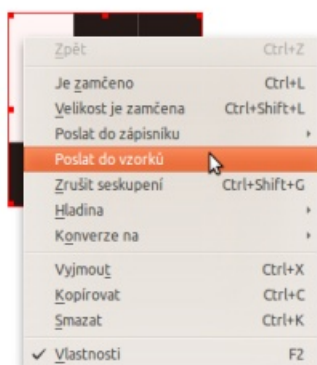 Zpět Ctrl+Z
Je zamčeno Ctrl+L
Velikost je zamčena Ctrl+Shift+L
Poslat do zápisníku
Poslat do vzorků
Zrušit seskupení Ctrl+Shift+G
Hladina
Konverze na
Vyjmout Ctrl+X
Kopírovat Ctrl+C
Smazat Ctrl+K
✓ Vlastnosti F2